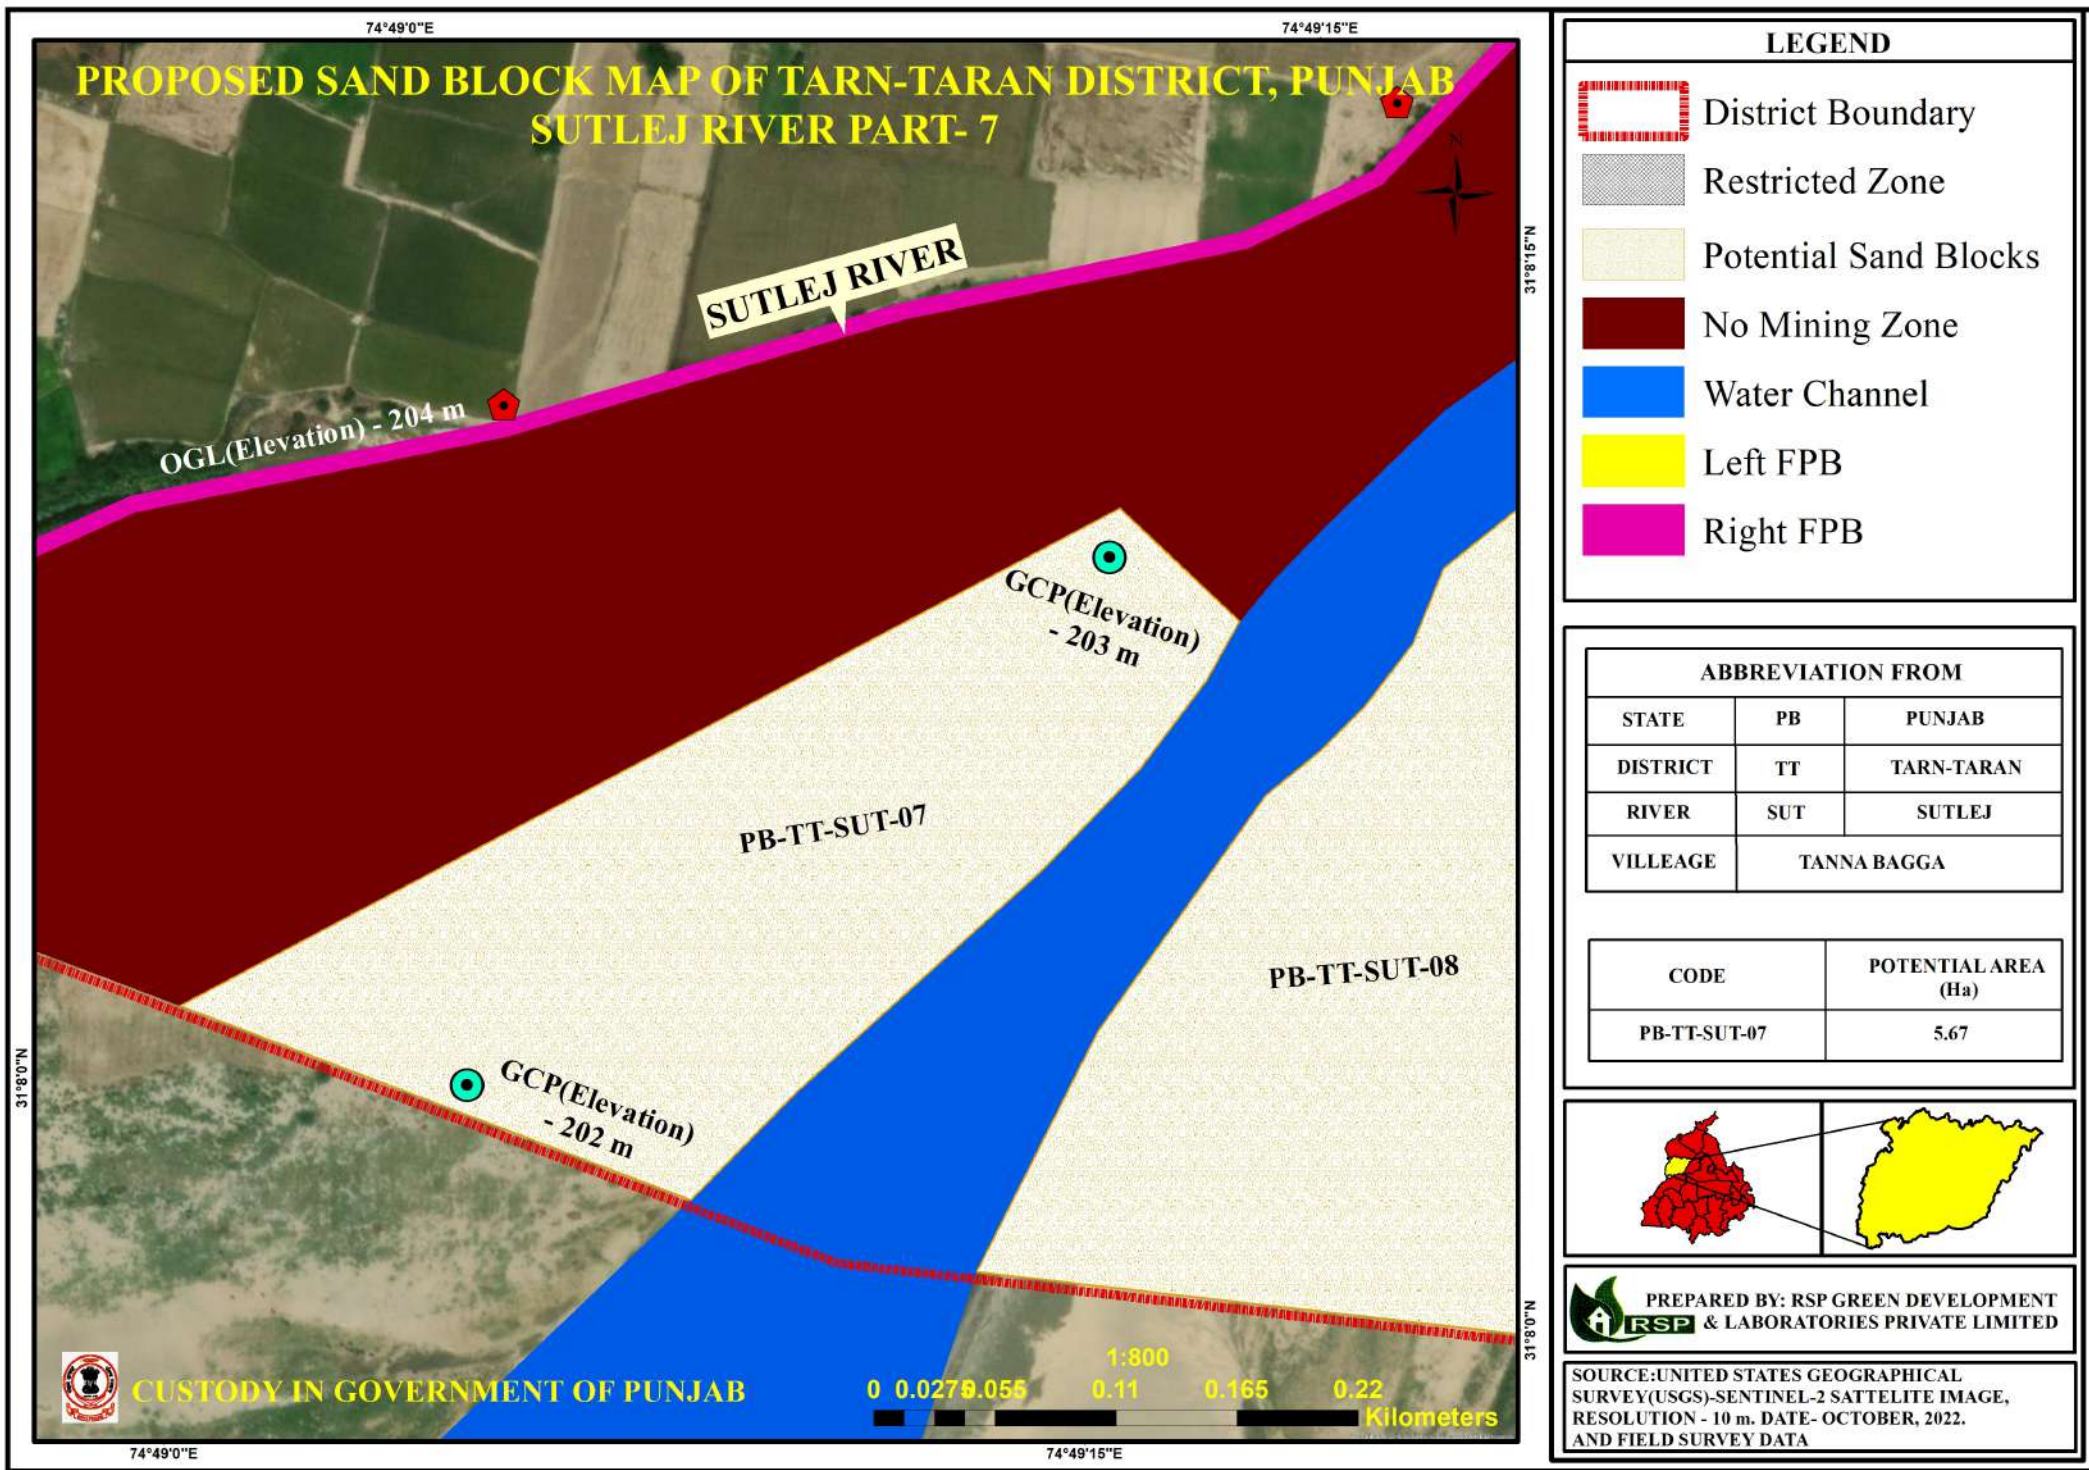 74°49'0"E
74°49'15"E
PROPOSED SAND BLOCK MAP OF TARN-TARAN DISTRICT, PUNJAB
SUTLEJ RIVER PART- 7
N
31°8'15"N
SUTLEJ RIVER
OGL(Elevation) - 204 m
GCP(Elevation)
- 203 m
PB-TT-SUT-07
PB-TT-SUT-08
GCP(Elevation)
- 202 m
31°8'0"N
31°8'0"N
CUSTODY IN GOVERNMENT OF PUNJAB
1:800
0 0.0275 0.055 0.11 0.165 0.22
Kilometers
74°49'0"E
74°49'15"E
LEGEND
District Boundary
Restricted Zone
Potential Sand Blocks
No Mining Zone
Water Channel
Left FPB
Right FPB
ABBREVIATION FROM
STATE PB PUNJAB
DISTRICT TT TARN-TARAN
RIVER SUT SUTLEJ
VILLEAGE TANNA BAGGA
CODE POTENTIAL AREA
(Ha)
PB-TT-SUT-07 5.67
RSP
PREPARED BY: RSP GREEN DEVELOPMENT
& LABORATORIES PRIVATE LIMITED
SOURCE:UNITED STATES GEOGRAPHICAL
SURVEY(USGS)-SENTINEL-2 SATTELITE IMAGE,
RESOLUTION - 10 m. DATE- OCTOBER, 2022.
AND FIELD SURVEY DATA